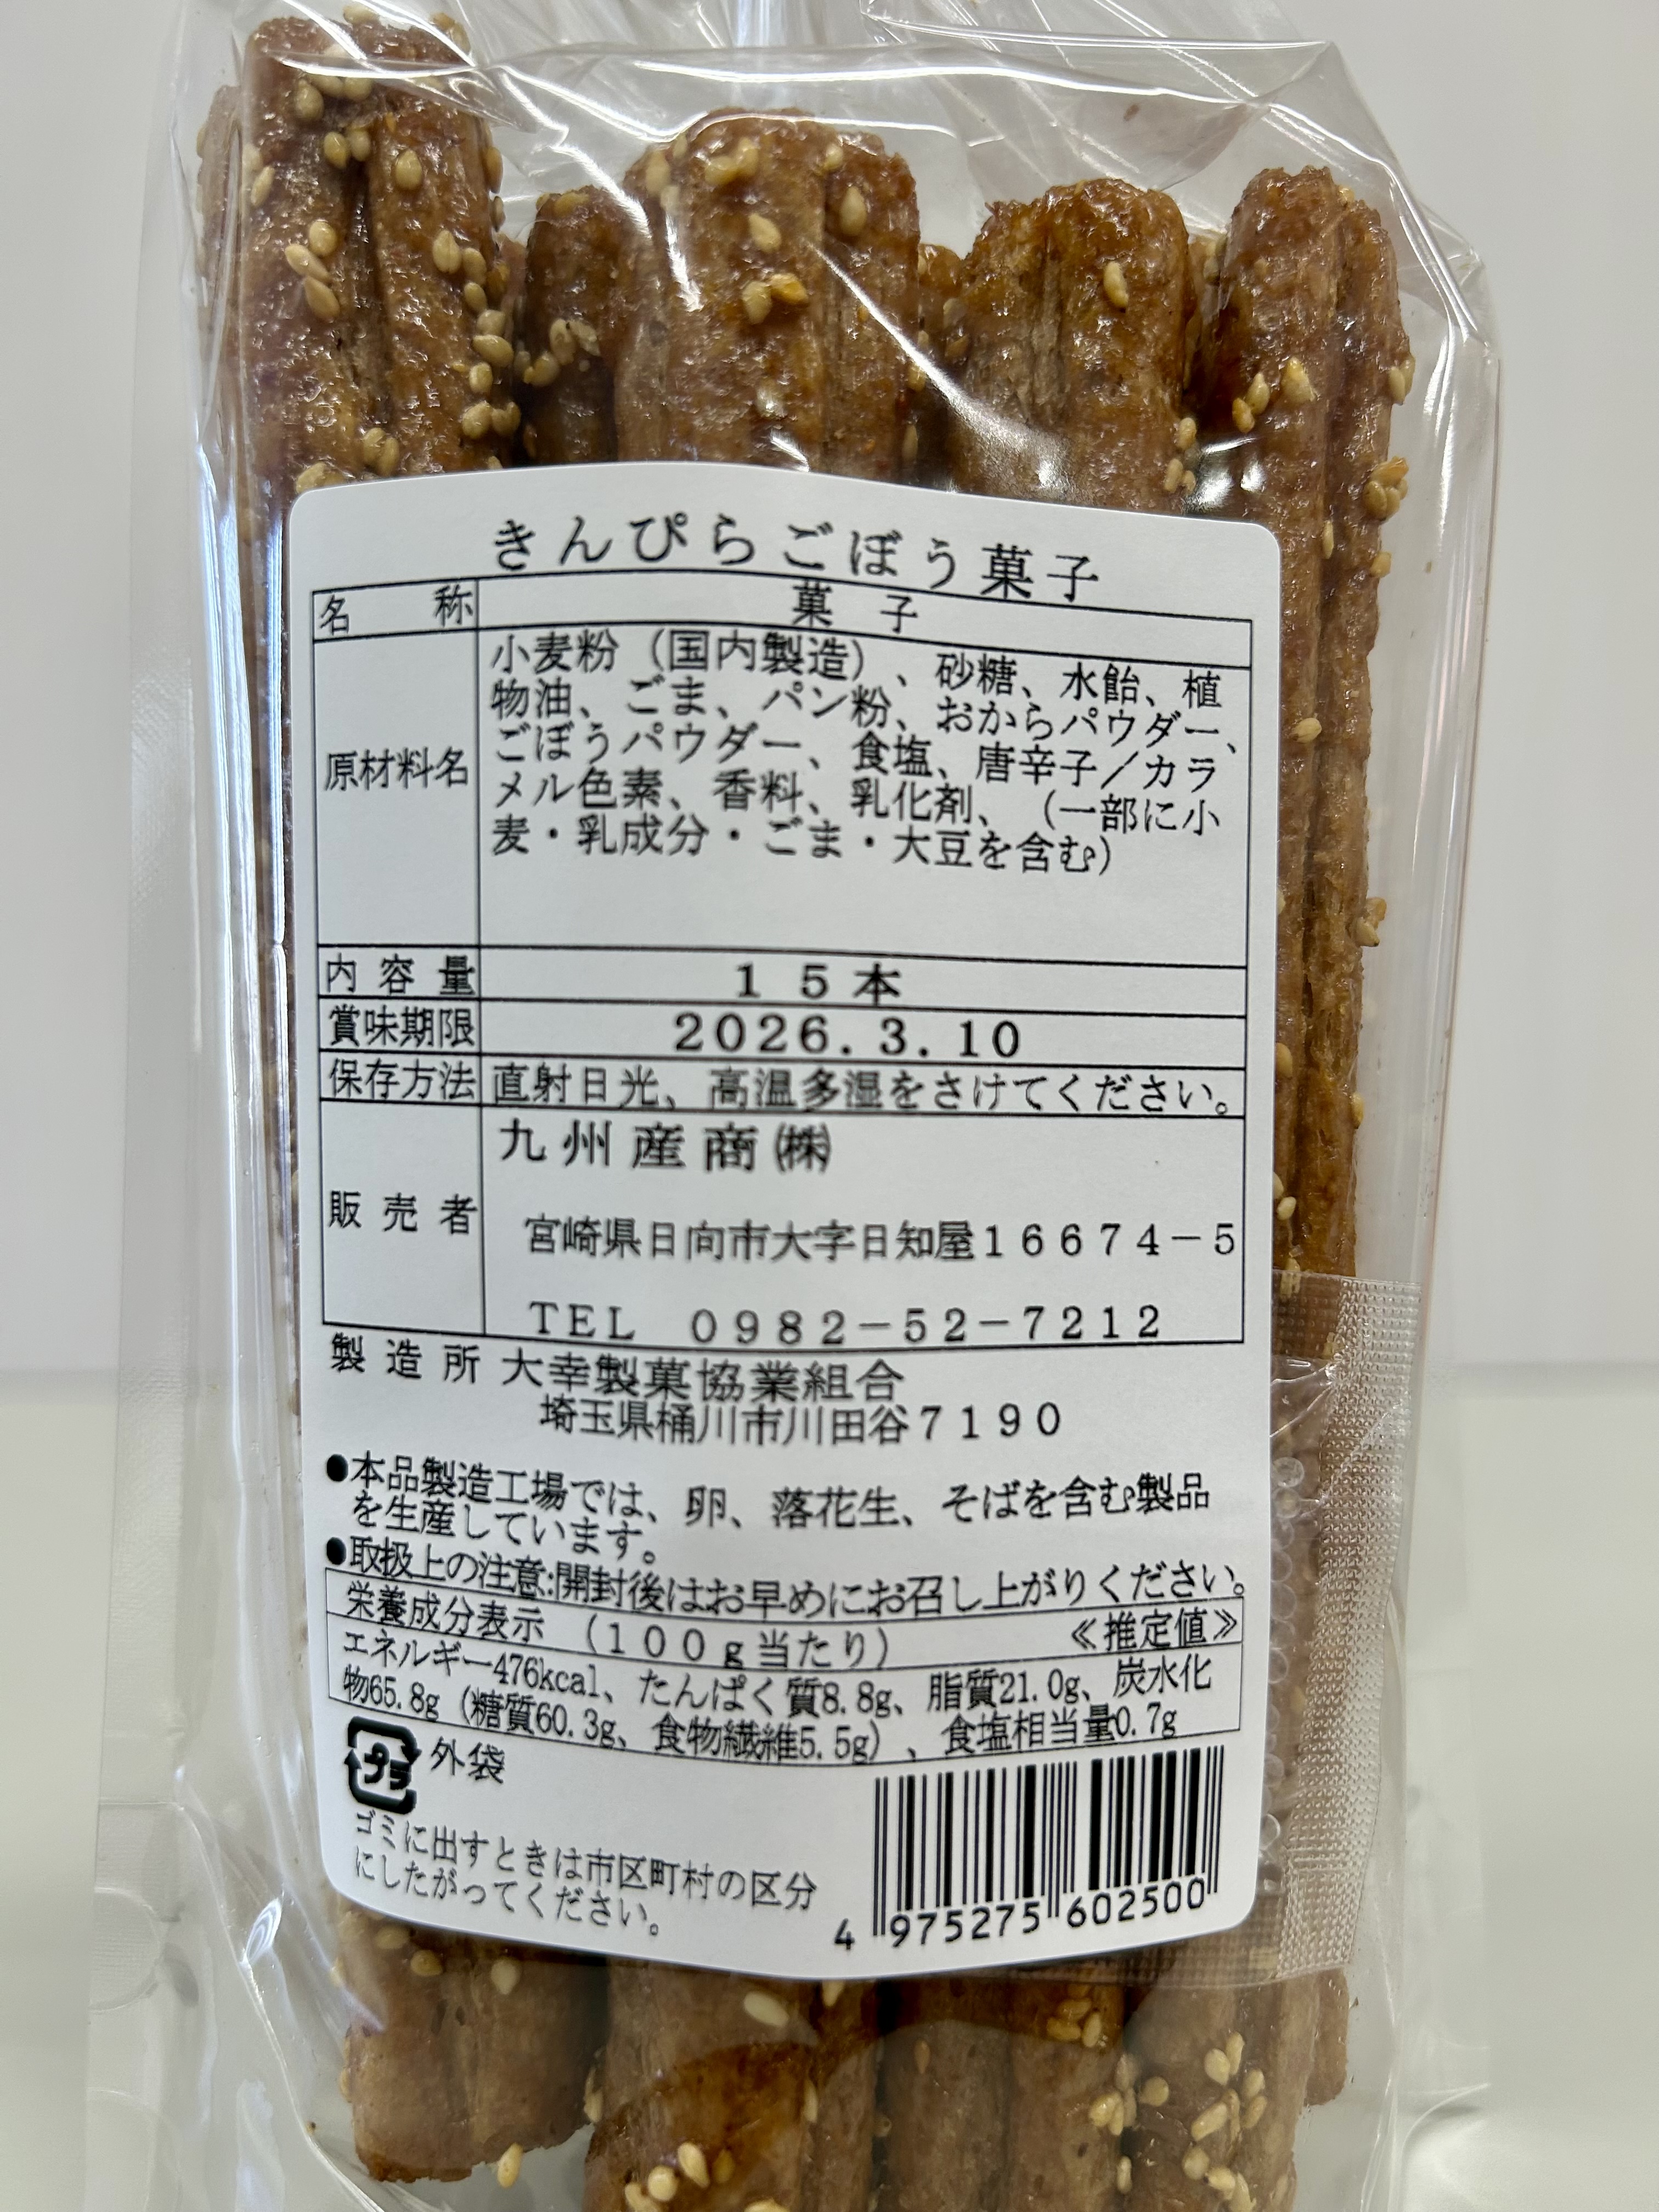 きんぴらごぼう菓子
名称 菓子
原材料名 小麦粉（国内製造）、砂糖、水飴、植
物油、ごま、パン粉、おからパウダー、
ごぼうパウダー、食塩、唐辛子／カラ
メル色素、香料、乳化剤、（一部に小
麦・乳成分・ごま・大豆を含む）
内容量 15本
賞味期限 2026.3.10
保存方法 直射日光、高温多湿をさけてください。
販売者 九州産商㈱
宮崎県日向市大字日知屋16674－5
TEL 0982－52－7212
製造所 大幸製菓協業組合
埼玉県桶川市川田谷7190
●本品製造工場では、卵、落花生、そばを含む製品
を生産しています。
●取扱上の注意:開封後はお早めにお召し上がりください。
栄養成分表示（100g当たり）≪推定値≫
エネルギー476kcal、たんぱく質8.8g、脂質21.0g、炭水化
物65.8g（糖質60.3g、食物繊維5.5g）、食塩相当量0.7g
プラ 外袋
ゴミに出すときは市区町村の区分
にしたがってください。
4 975275 602500